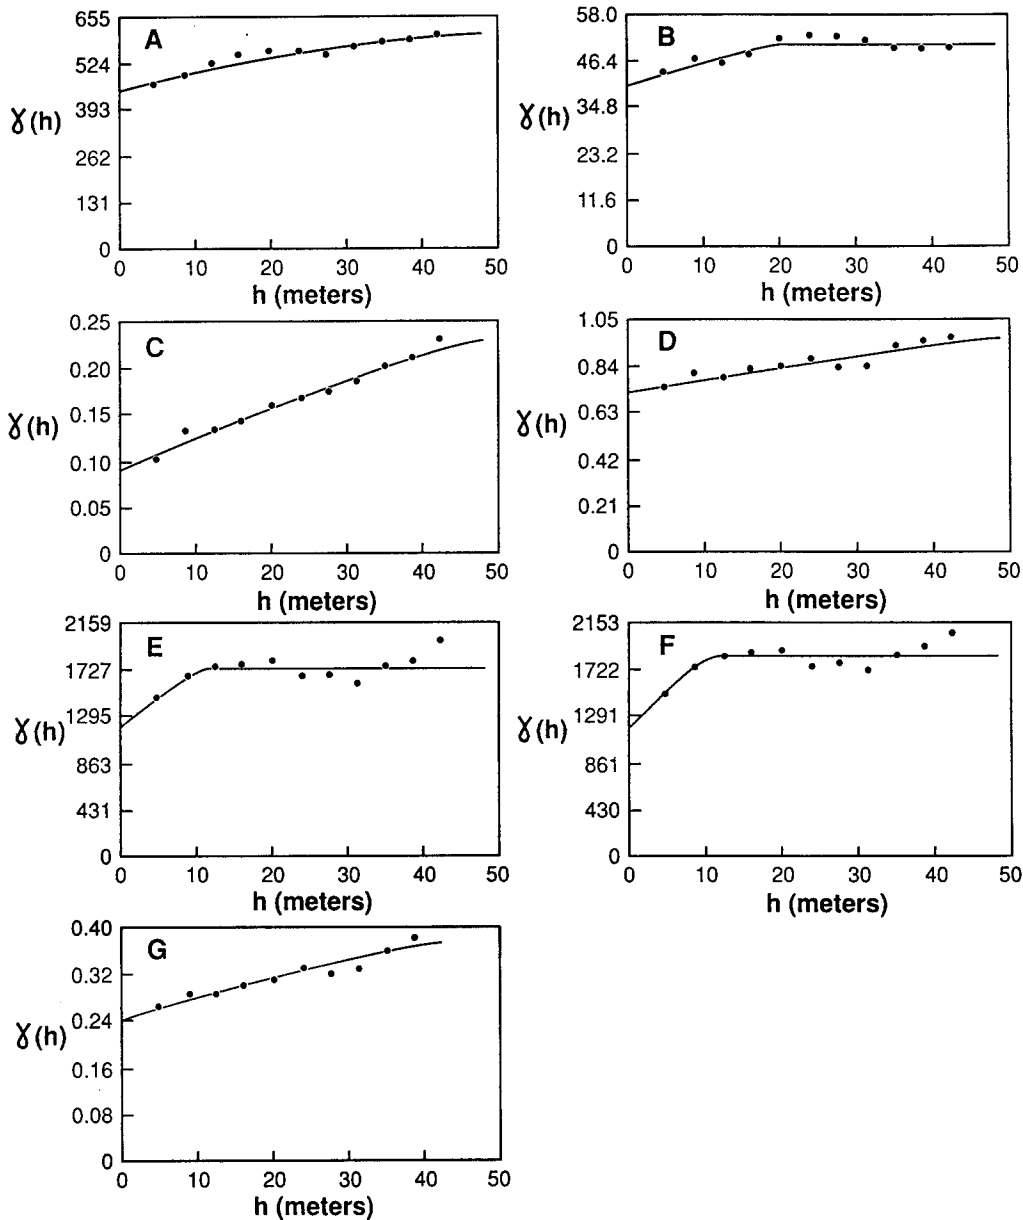 A
655
524
393
262
131
0
γ(h)
0 10 20 30 40 50
h (meters)
B
58.0
46.4
34.8
23.2
11.6
0
γ(h)
0 10 20 30 40 50
h (meters)
C
0.25
0.20
0.15
0.10
0.05
0
γ(h)
0 10 20 30 40 50
h (meters)
D
1.05
0.84
0.63
0.42
0.21
0
γ(h)
0 10 20 30 40 50
h (meters)
E
2159
1727
1295
863
431
0
γ(h)
0 10 20 30 40 50
h (meters)
F
2153
1722
1291
861
430
0
γ(h)
0 10 20 30 40 50
h (meters)
G
0.40
0.32
0.24
0.16
0.08
0
γ(h)
0 10 20 30 40 50
h (meters)